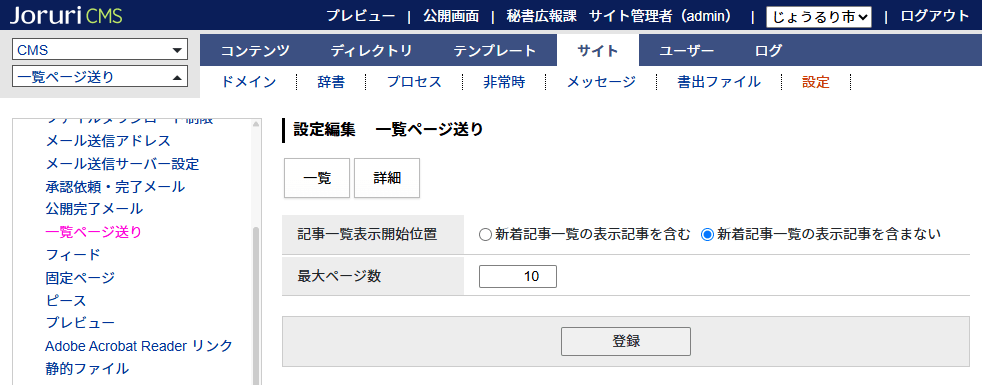 Joruri CMS
プレビュー | 公開画面 | 秘書広報課 サイト管理者（admin） | じょうるり市 | ログアウト
CMS
一覧ページ送り
コンテンツ ディレクトリ テンプレート サイト ユーザー ログ
ドメイン 辞書 プロセス 非常時 メッセージ 書出ファイル 設定
ファイルダウンロード制限
メール送信アドレス
メール送信サーバー設定
承認依頼・完了メール
公開完了メール
一覧ページ送り
フィード
固定ページ
ピース
プレビュー
Adobe Acrobat Reader リンク
静的ファイル
設定編集 一覧ページ送り
一覧 詳細
記事一覧表示開始位置 新着記事一覧の表示記事を含む 新着記事一覧の表示記事を含まない
最大ページ数 10
登録